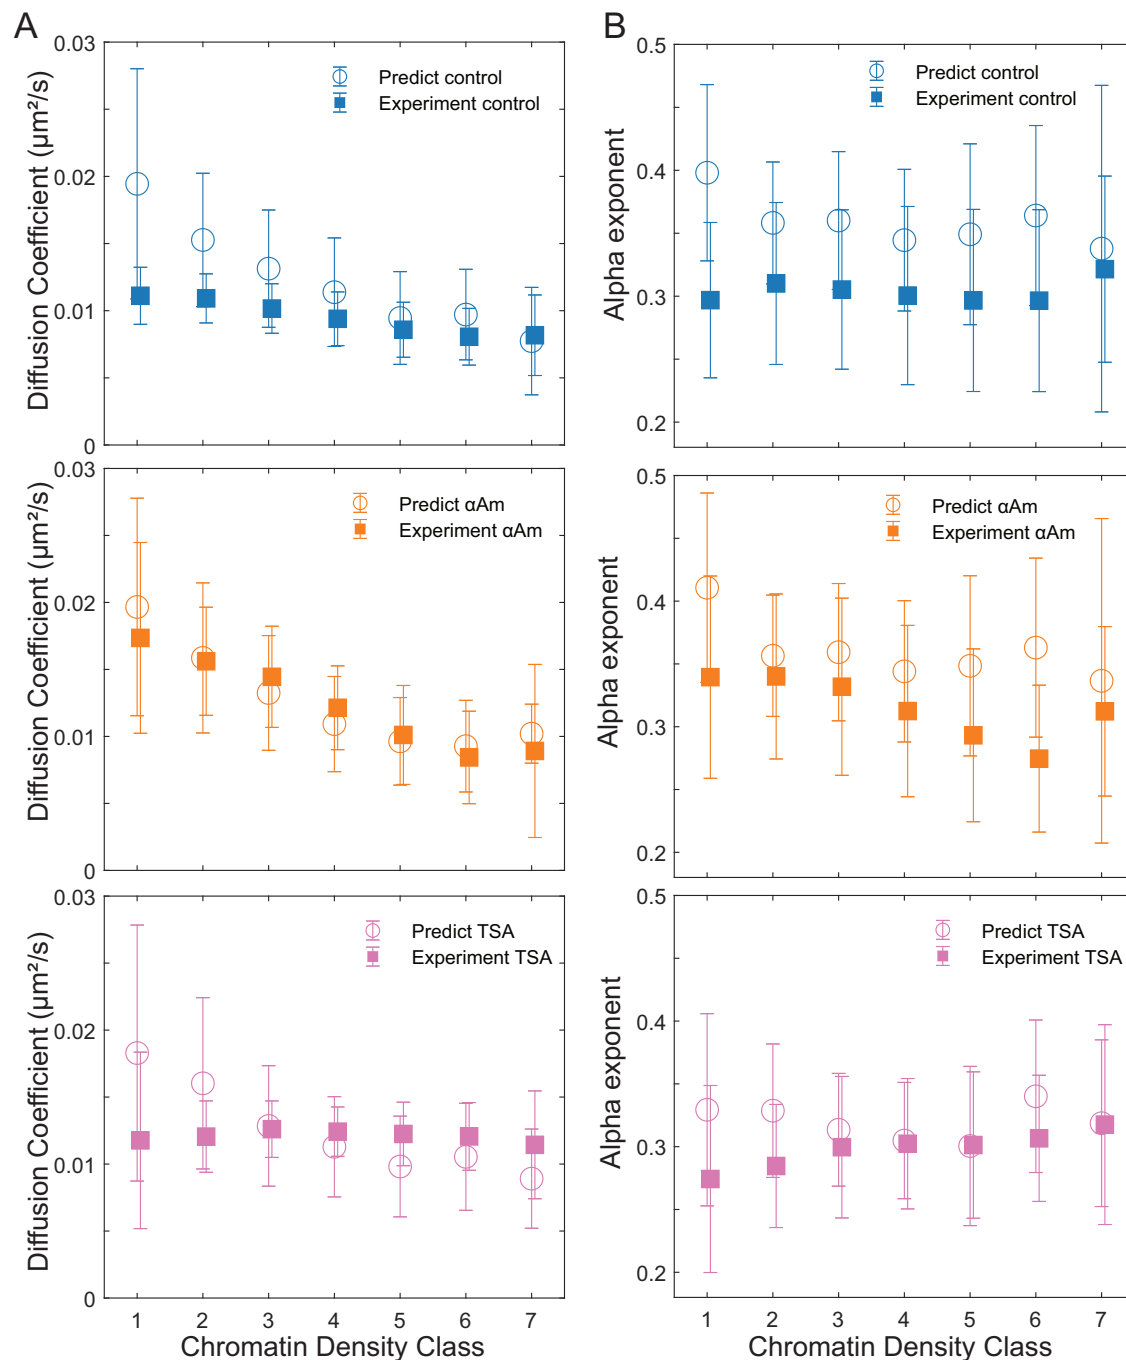 A
B
0.03
0.02
0.01
0
Diffusion Coefficient (µm²/s)
Predict control
Experiment control
0.5
0.4
0.3
0.2
Alpha exponent
Predict control
Experiment control
0.03
0.02
0.01
0
Diffusion Coefficient (µm²/s)
Predict αAm
Experiment αAm
0.5
0.4
0.3
0.2
Alpha exponent
Predict αAm
Experiment αAm
0.03
0.02
0.01
0
Diffusion Coefficient (µm²/s)
Predict TSA
Experiment TSA
1 2 3 4 5 6 7
Chromatin Density Class
0.5
0.4
0.3
0.2
Alpha exponent
Predict TSA
Experiment TSA
1 2 3 4 5 6 7
Chromatin Density Class